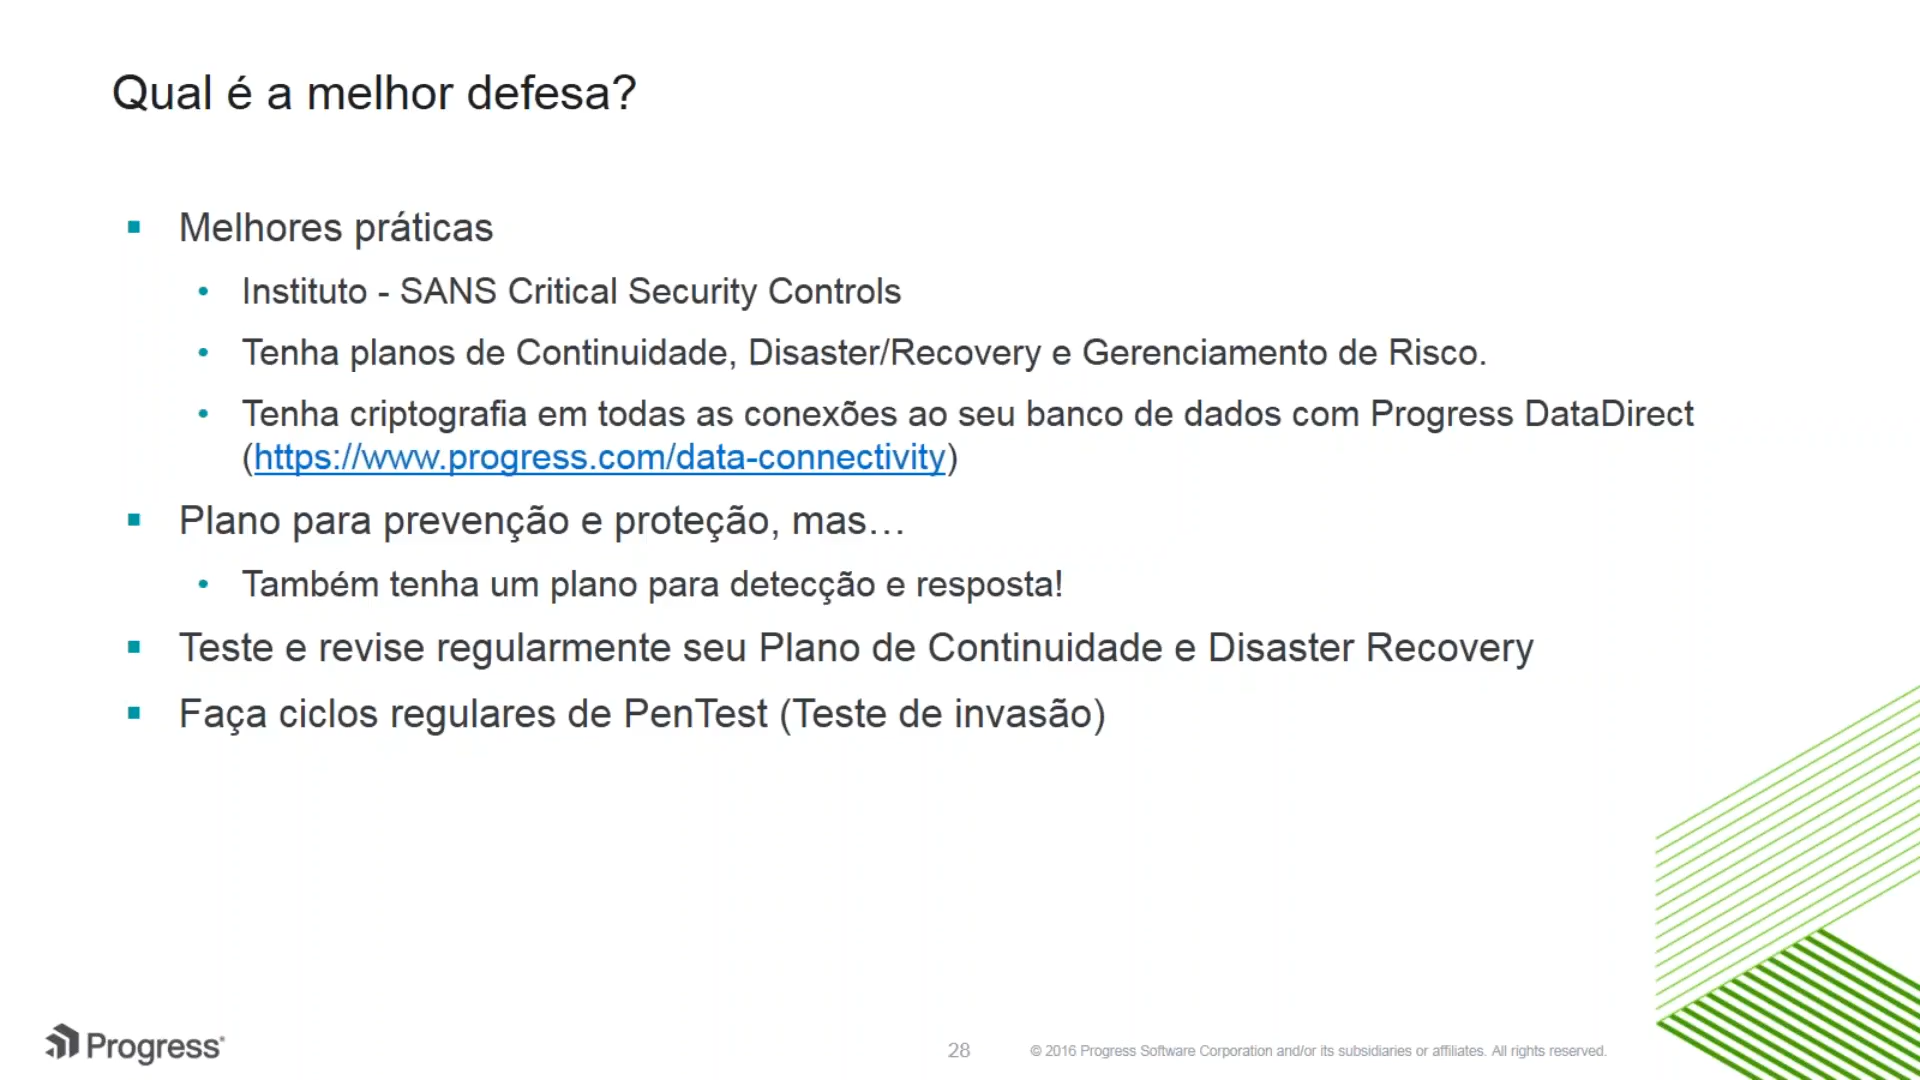 Qual é a melhor defesa?
▪ Melhores práticas
• Instituto - SANS Critical Security Controls
• Tenha planos de Continuidade, Disaster/Recovery e Gerenciamento de Risco.
• Tenha criptografia em todas as conexões ao seu banco de dados com Progress DataDirect
(https://www.progress.com/data-connectivity)
▪ Plano para prevenção e proteção, mas…
• Também tenha um plano para detecção e resposta!
▪ Teste e revise regularmente seu Plano de Continuidade e Disaster Recovery
▪ Faça ciclos regulares de PenTest (Teste de invasão)
Progress
28
© 2016 Progress Software Corporation and/or its subsidiaries or affiliates. All rights reserved.